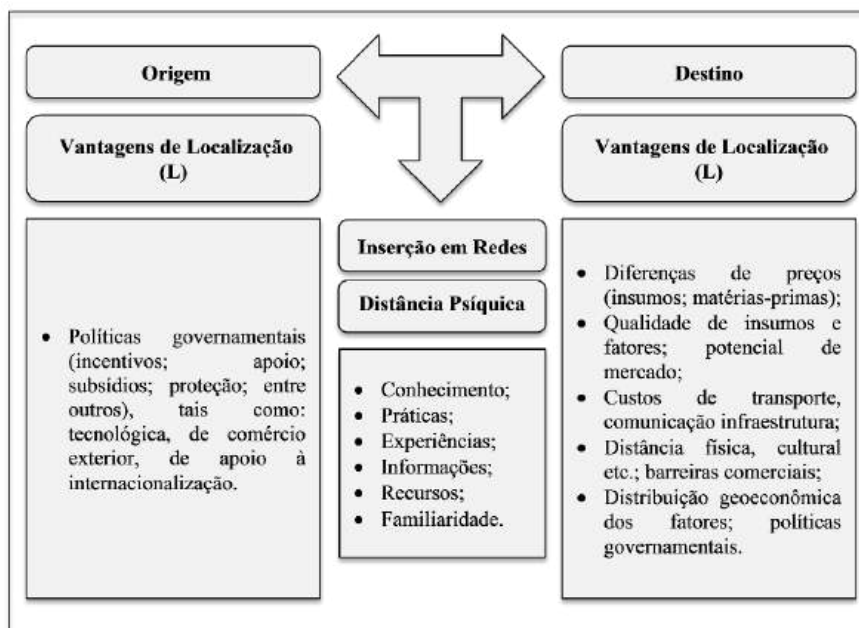 Origem
Vantagens de Localização
(L)
• Políticas governamentais
(incentivos; apoio;
subsídios; proteção; entre
outros), tais como:
tecnológica, de comércio
exterior, de apoio à
internacionalização.
Inserção em Redes
Distância Psíquica
• Conhecimento;
• Práticas;
• Experiências;
• Informações;
• Recursos;
• Familiaridade.
Destino
Vantagens de Localização
(L)
• Diferenças de preços
(insumos; matérias-primas);
• Qualidade de insumos e
fatores; potencial de
mercado;
• Custos de transporte,
comunicação infraestrutura;
• Distância física, cultural
etc.; barreiras comerciais;
• Distribuição geoeconômica
dos fatores; políticas
governamentais.